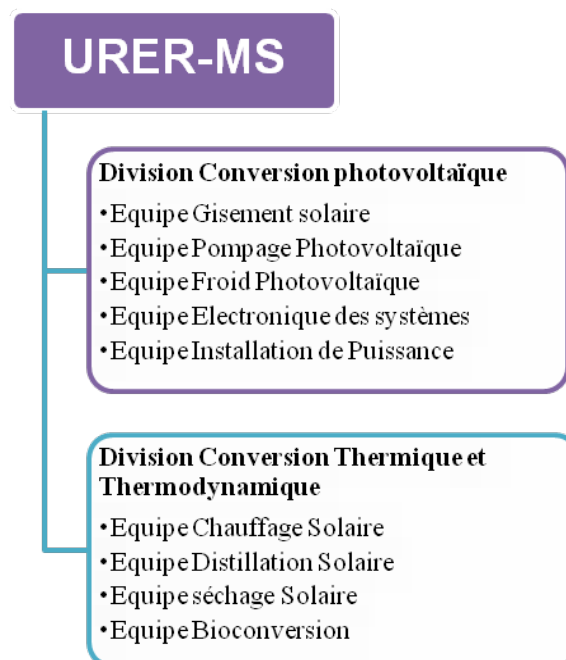 URER-MS
Division Conversion photovoltaïque
•Equipe Gisement solaire
•Equipe Pompage Photovoltaïque
•Equipe Froid Photovoltaïque
•Equipe Electronique des systèmes
•Equipe Installation de Puissance
Division Conversion Thermique et
Thermodynamique
•Equipe Chauffage Solaire
•Equipe Distillation Solaire
•Equipe séchage Solaire
•Equipe Bioconversion